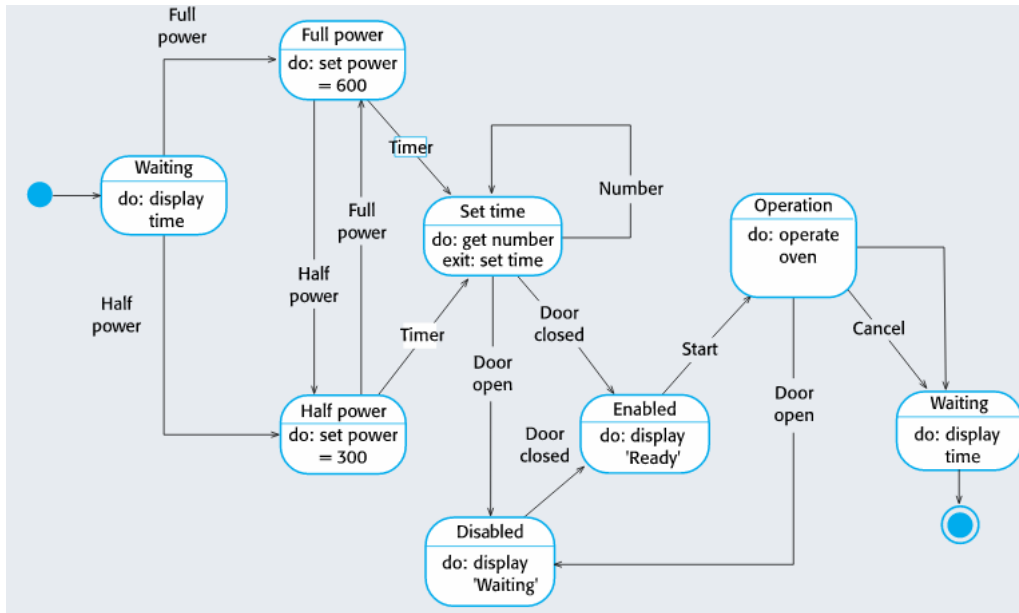 Full
power
Full power
do: set power
= 600
Timer
Waiting
do: display
time
Full
power
Number
Set time
do: get number
exit: set time
Operation
do: operate
oven
Half
power
Half
power
Timer
Door
closed
Door
open
Start
Cancel
Door
open
Half power
do: set power
= 300
Enabled
do: display
'Ready'
Waiting
do: display
time
Door
closed
Disabled
do: display
'Waiting'